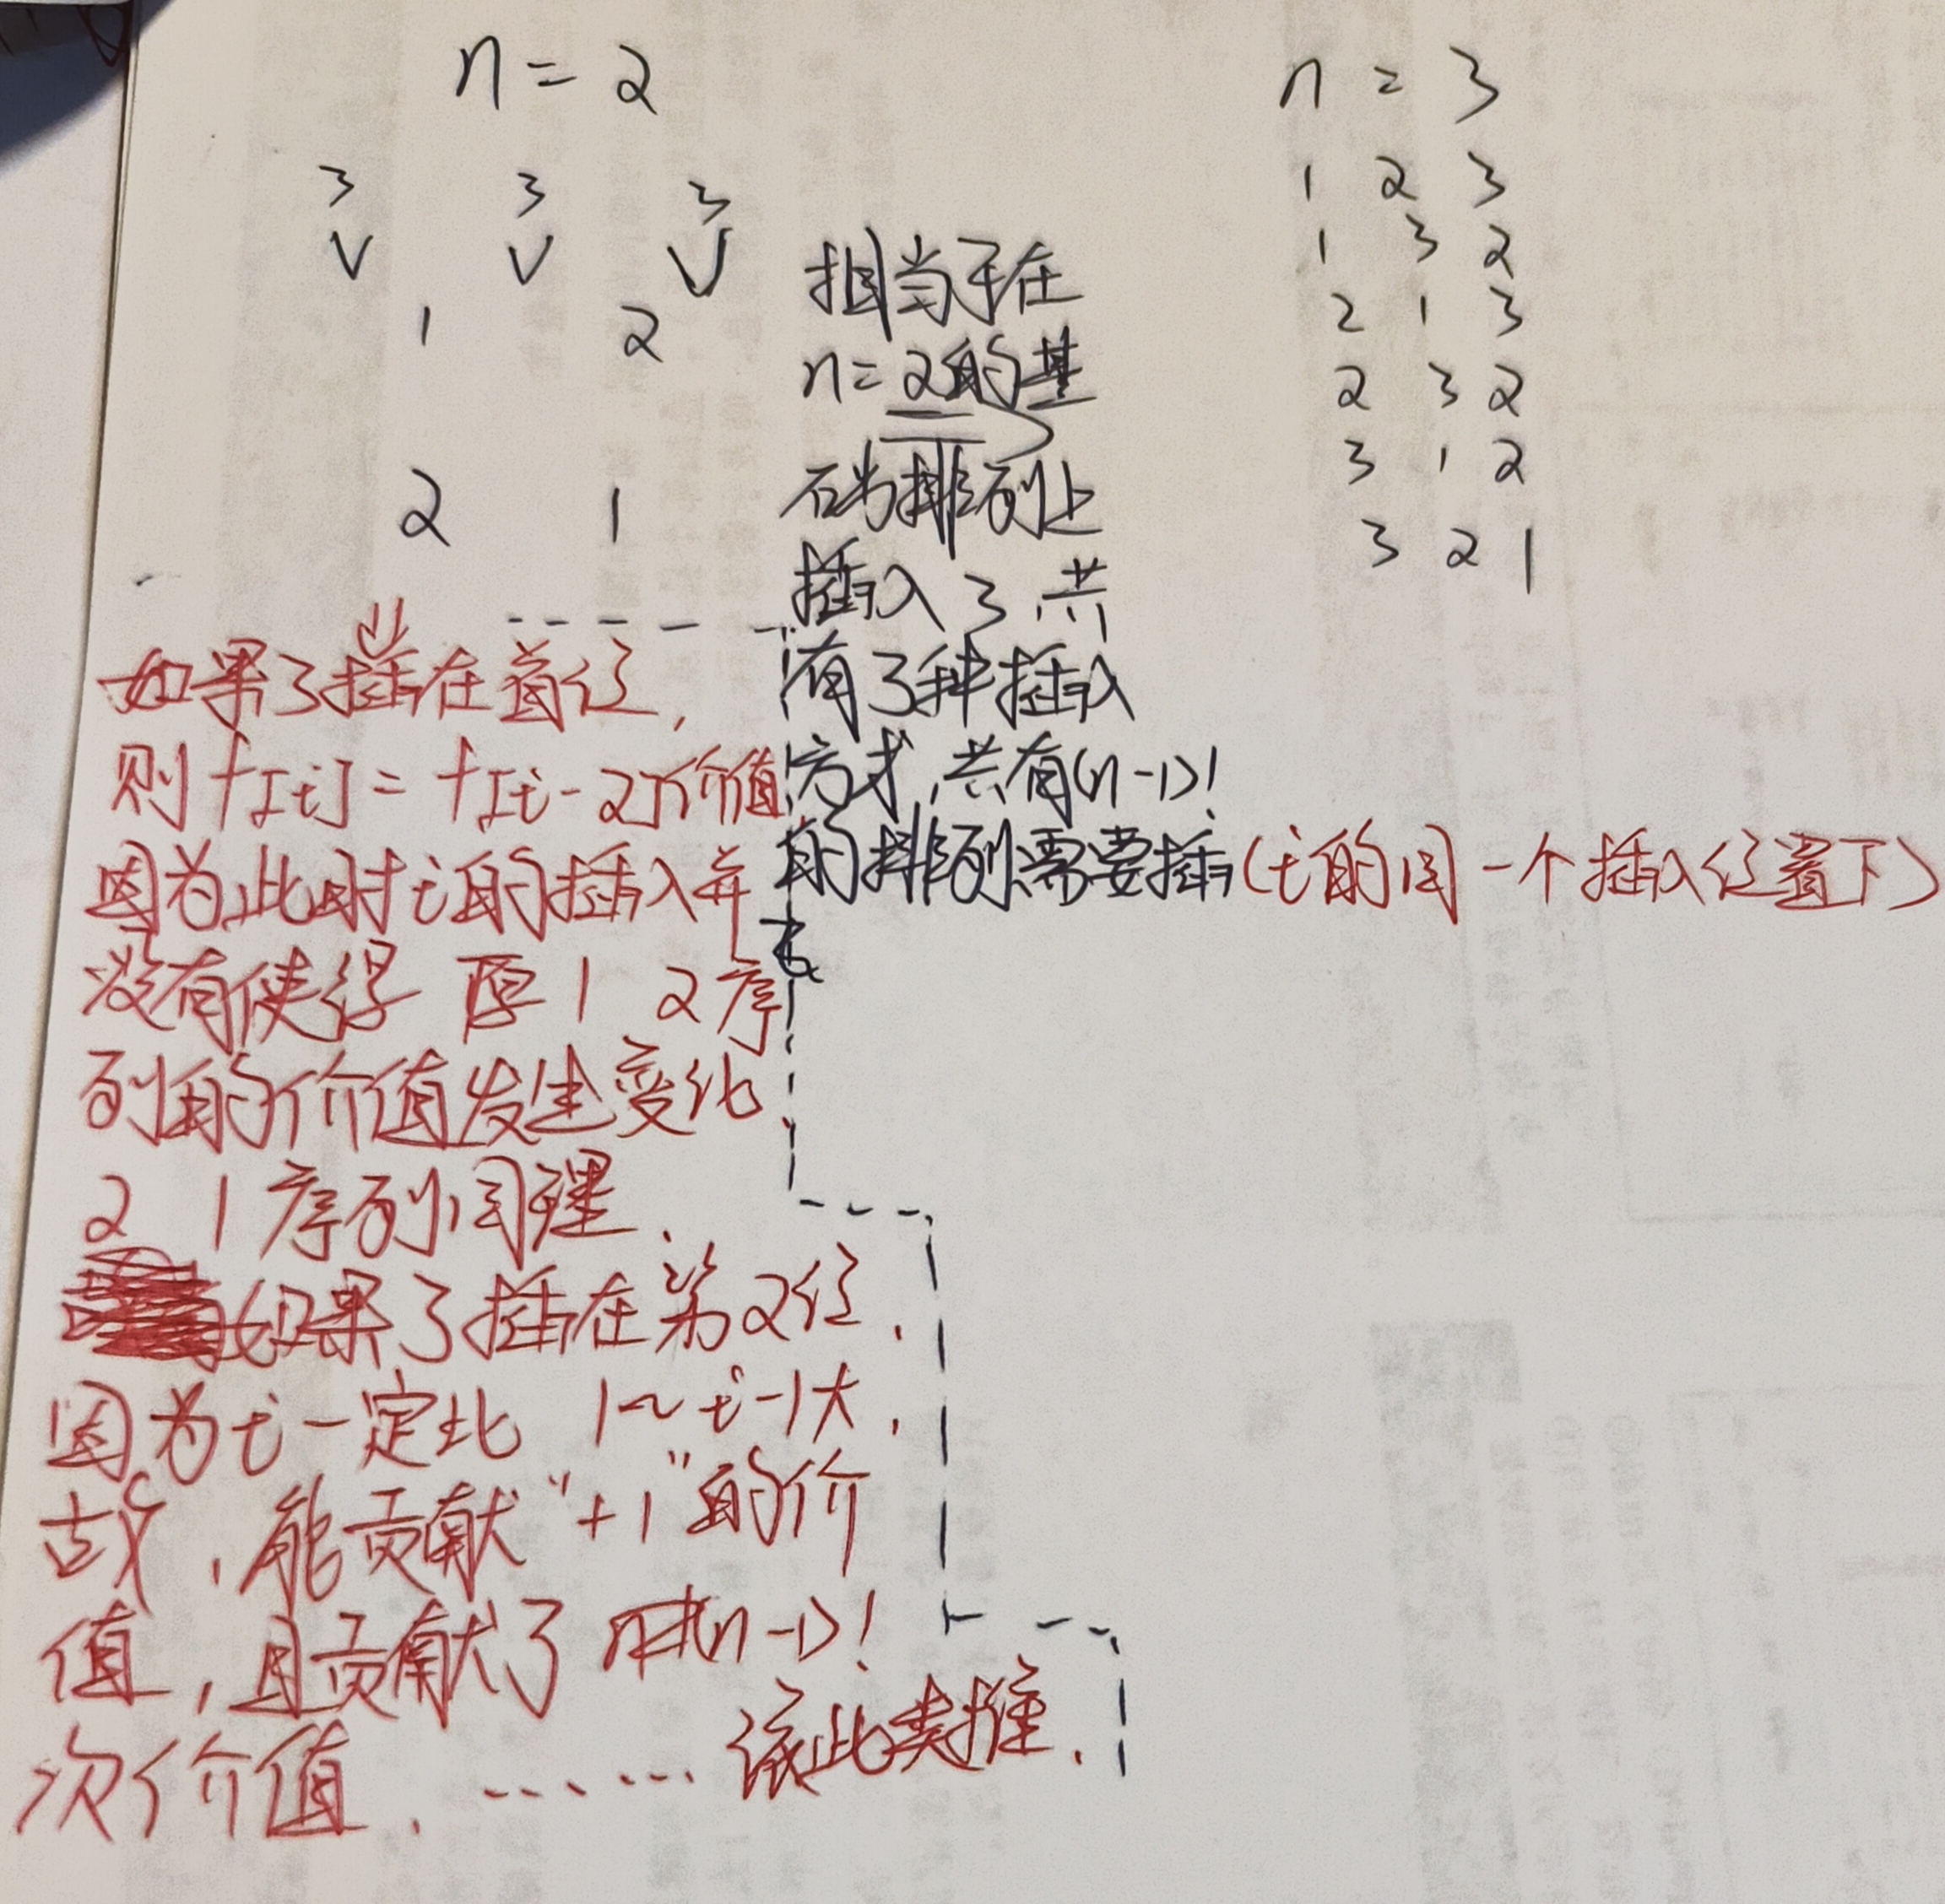 n = 2
3 3 3
V V V
1 2
2 1
相当于在
n = 2的基
础排列上
插入 3, 共
有3种插入
方式, 共有(n-1)!
的排列需要插(i的同一个插入位置下)
n = 3
1 2 3
1 3 2
2 1 3
2 3 2
3 1 2
3 2 1
如果3插在首位,
则 f[i] = f[i-2]价值
因为,此时i的插入并
没有使得 原 1 2 序
列的价值发生变化
2 1 序列同理.
如果3插在第2位,
因为i一定比 1~i-1大,
故,能贡献"+1"的价
值,且贡献了 (n-1)!
次价值. ...... 依此类推.